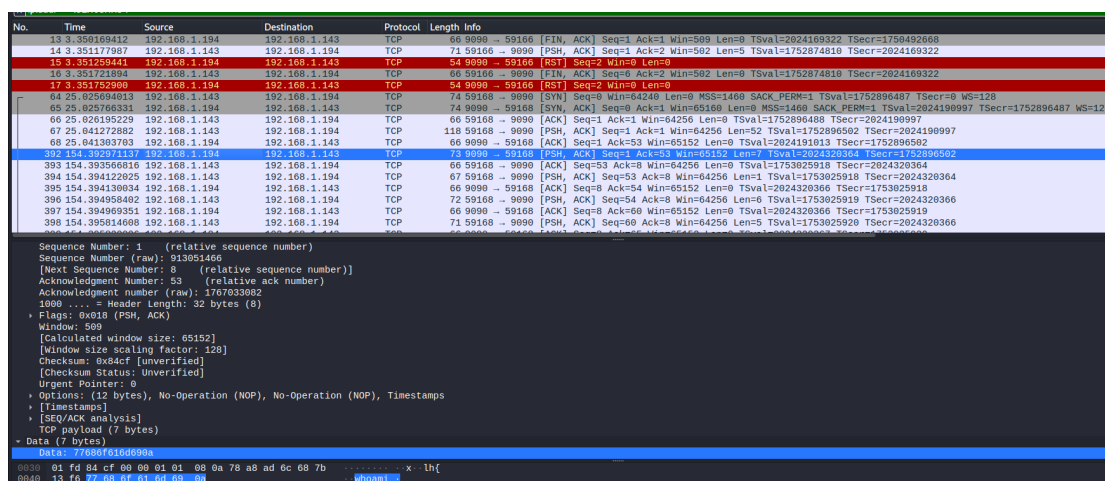 No. Time Source Destination Protocol Length Info
13 3.350169412 192.168.1.194 192.168.1.143 TCP 66 9090 → 59166 [FIN, ACK] Seq=1 Ack=1 Win=509 Len=0 TSval=2024169322 TSecr=1750492668
14 3.351177987 192.168.1.143 192.168.1.194 TCP 71 59166 → 9090 [PSH, ACK] Seq=1 Ack=2 Win=502 Len=5 TSval=1752874810 TSecr=2024169322
15 3.351259441 192.168.1.194 192.168.1.143 TCP 54 9090 → 59166 [RST] Seq=2 Win=0 Len=0
16 3.351721894 192.168.1.143 192.168.1.194 TCP 66 59166 → 9090 [FIN, ACK] Seq=6 Ack=2 Win=502 Len=0 TSval=1752874810 TSecr=2024169322
17 3.351752900 192.168.1.194 192.168.1.143 TCP 54 9090 → 59166 [RST] Seq=2 Win=0 Len=0
64 25.025694013 192.168.1.143 192.168.1.194 TCP 74 59168 → 9090 [SYN] Seq=0 Win=64240 Len=0 MSS=1460 SACK_PERM=1 TSval=1752896487 TSecr=0 WS=128
65 25.025766331 192.168.1.194 192.168.1.143 TCP 74 9090 → 59168 [SYN, ACK] Seq=0 Ack=1 Win=65160 Len=0 MSS=1460 SACK_PERM=1 TSval=2024190997 TSecr=1752896487 WS=12
66 25.026195229 192.168.1.143 192.168.1.194 TCP 66 59168 → 9090 [ACK] Seq=1 Ack=1 Win=64256 Len=0 TSval=1752896488 TSecr=2024190997
67 25.041272882 192.168.1.143 192.168.1.194 TCP 118 59168 → 9090 [PSH, ACK] Seq=1 Ack=1 Win=64256 Len=52 TSval=1752896502 TSecr=2024190997
68 25.041303703 192.168.1.194 192.168.1.143 TCP 66 9090 → 59168 [ACK] Seq=1 Ack=53 Win=65152 Len=0 TSval=2024191013 TSecr=1752896502
392 154.392971137 192.168.1.194 192.168.1.143 TCP 73 9090 → 59168 [PSH, ACK] Seq=1 Ack=53 Win=65152 Len=7 TSval=2024320364 TSecr=1752896502
393 154.393566816 192.168.1.143 192.168.1.194 TCP 66 59168 → 9090 [ACK] Seq=53 Ack=8 Win=64256 Len=0 TSval=1753025918 TSecr=2024320364
394 154.394122025 192.168.1.143 192.168.1.194 TCP 67 59168 → 9090 [PSH, ACK] Seq=53 Ack=8 Win=64256 Len=1 TSval=1753025918 TSecr=2024320364
395 154.394130034 192.168.1.194 192.168.1.143 TCP 66 9090 → 59168 [ACK] Seq=8 Ack=54 Win=65152 Len=0 TSval=2024320366 TSecr=1753025918
396 154.394958402 192.168.1.143 192.168.1.194 TCP 72 59168 → 9090 [PSH, ACK] Seq=54 Ack=8 Win=64256 Len=6 TSval=1753025919 TSecr=2024320366
397 154.394969351 192.168.1.194 192.168.1.143 TCP 66 9090 → 59168 [ACK] Seq=8 Ack=60 Win=65152 Len=0 TSval=2024320366 TSecr=1753025919
398 154.395814608 192.168.1.143 192.168.1.194 TCP 71 59168 → 9090 [PSH, ACK] Seq=60 Ack=8 Win=64256 Len=5 TSval=1753025920 TSecr=2024320366
Sequence Number: 1 (relative sequence number)
Sequence Number (raw): 913051466
[Next Sequence Number: 8 (relative sequence number)]
Acknowledgment Number: 53 (relative ack number)
Acknowledgment number (raw): 1767033082
1000 .... = Header Length: 32 bytes (8)
Flags: 0x018 (PSH, ACK)
Window: 509
[Calculated window size: 65152]
[Window size scaling factor: 128]
Checksum: 0x84cf [unverified]
[Checksum Status: Unverified]
Urgent Pointer: 0
Options: (12 bytes), No-Operation (NOP), No-Operation (NOP), Timestamps
[Timestamps]
[SEQ/ACK analysis]
TCP payload (7 bytes)
Data (7 bytes)
Data: 77686f616d690a
0030 01 fd 84 cf 00 00 01 01 08 0a 78 a8 ad 6c 68 7b ········ ··x··lh{
0040 13 f6 77 68 6f 61 6d 69 0a ··whoami ·